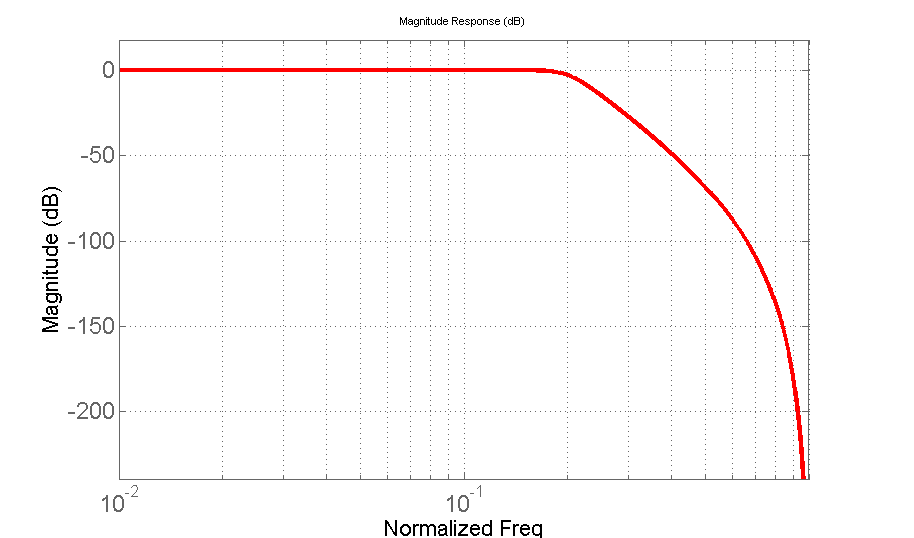 Magnitude Response (dB)
0
-50
-100
-150
-200
Magnitude (dB)
10-2
10-1
Normalized Freq